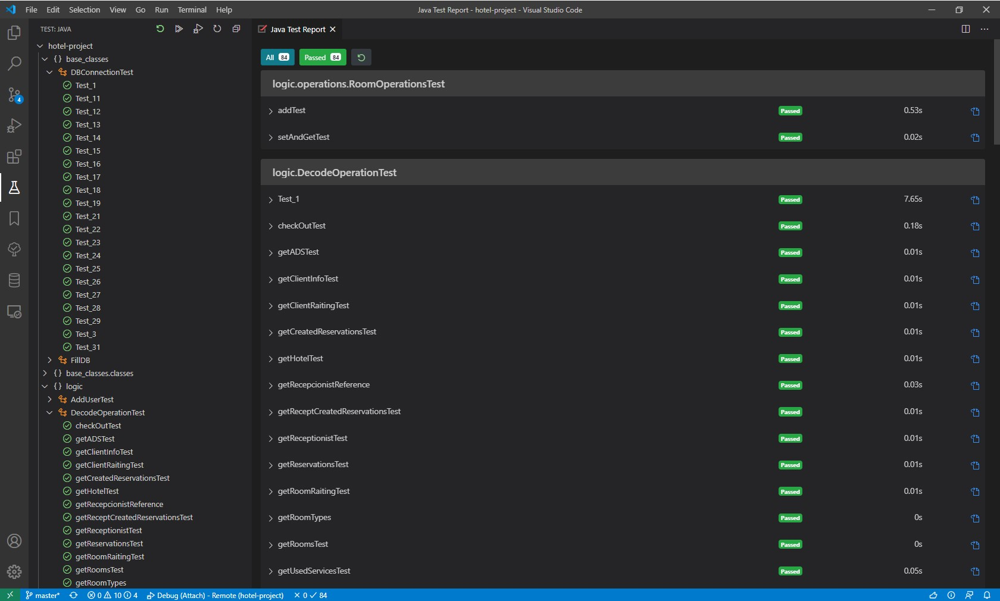 File Edit Selection View Go Run Terminal Help
Java Test Report - hotel-project - Visual Studio Code
TEST: JAVA
hotel-project
{} base_classes
DBConnectionTest
Test_1
Test_11
Test_12
Test_13
Test_14
Test_15
Test_16
Test_17
Test_18
Test_19
Test_21
Test_22
Test_23
Test_24
Test_25
Test_26
Test_27
Test_28
Test_29
Test_3
Test_31
FillDB
{} base_classes.classes
{} logic
AddUserTest
DecodeOperationTest
checkOutTest
getADSTest
getClientInfoTest
getClientRaitingTest
getCreatedReservationsTest
getHotelTest
getRecepcionistReference
getReceptCreatedReservationsTest
getReceptionistTest
getReservationsTest
getRoomRaitingTest
getRoomsTest
getRoomTypes
4
Java Test Report
All 84 Passed 84
logic.operations.RoomOperationsTest
addTest Passed 0.53s
setAndGetTest Passed 0.02s
logic.DecodeOperationTest
Test_1 Passed 7.65s
checkOutTest Passed 0.18s
getADSTest Passed 0.01s
getClientInfoTest Passed 0.01s
getClientRaitingTest Passed 0.01s
getCreatedReservationsTest Passed 0.01s
getHotelTest Passed 0.01s
getRecepcionistReference Passed 0.03s
getReceptCreatedReservationsTest Passed 0.01s
getReceptionistTest Passed 0.01s
getReservationsTest Passed 0.01s
getRoomRaitingTest Passed 0.01s
getRoomTypes Passed 0s
getRoomsTest Passed 0s
getUsedServicesTest Passed 0.05s
master* 0 10 4 Debug (Attach) - Remote (hotel-project) 0 84